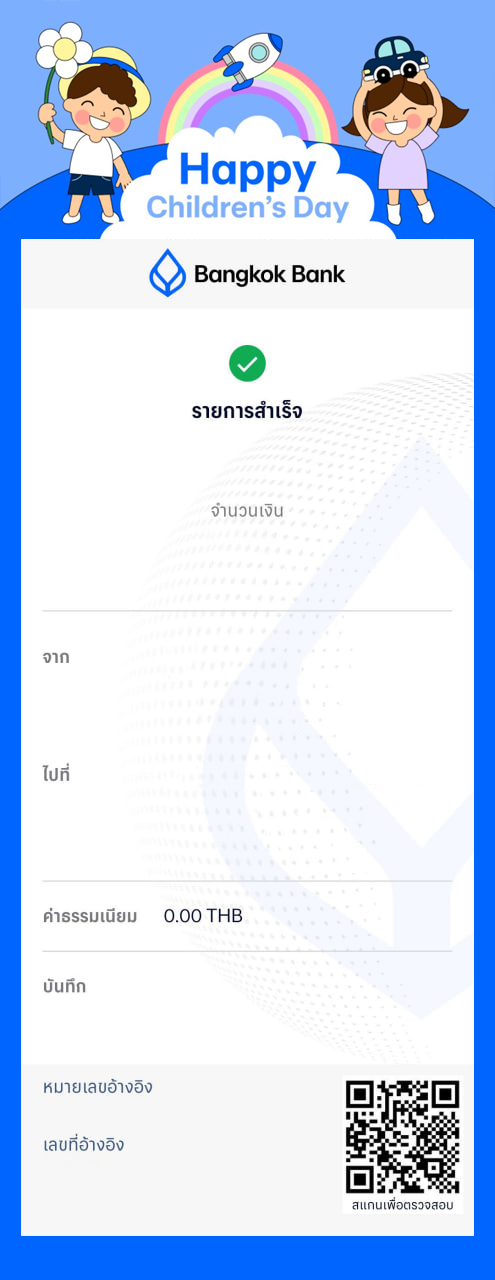 Happy
Children's Day
Bangkok Bank
รายการสำเร็จ
จำนวนเงิน
จาก
ไปที่
ค่าธรรมเนียม 0.00 THB
บันทึก
หมายเลขอ้างอิง
เลขที่อ้างอิง
สแกนเพื่อตรวจสอบ